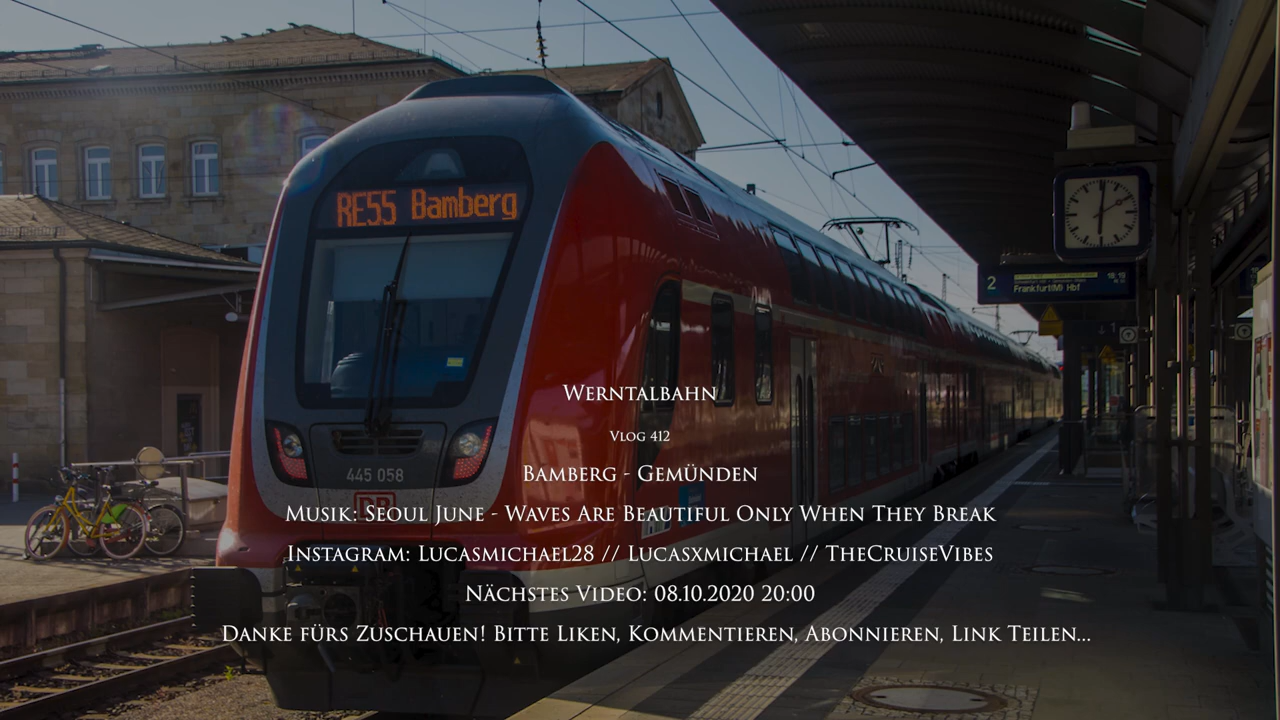 RE55 Bamberg
2
Frankfurt(M) Hbf
445 058
DB
Werntalbahn
Vlog 412
Bamberg - Gemünden
Musik: Seoul June - Waves Are Beautiful Only When They Break
Instagram: Lucasmichael28 // lucasxmichael // TheCruiseVibes
Nächstes Video: 08.10.2020 20:00
Danke fürs Zuschauen! Bitte Liken, Kommentieren, Abonnieren, Link Teilen...